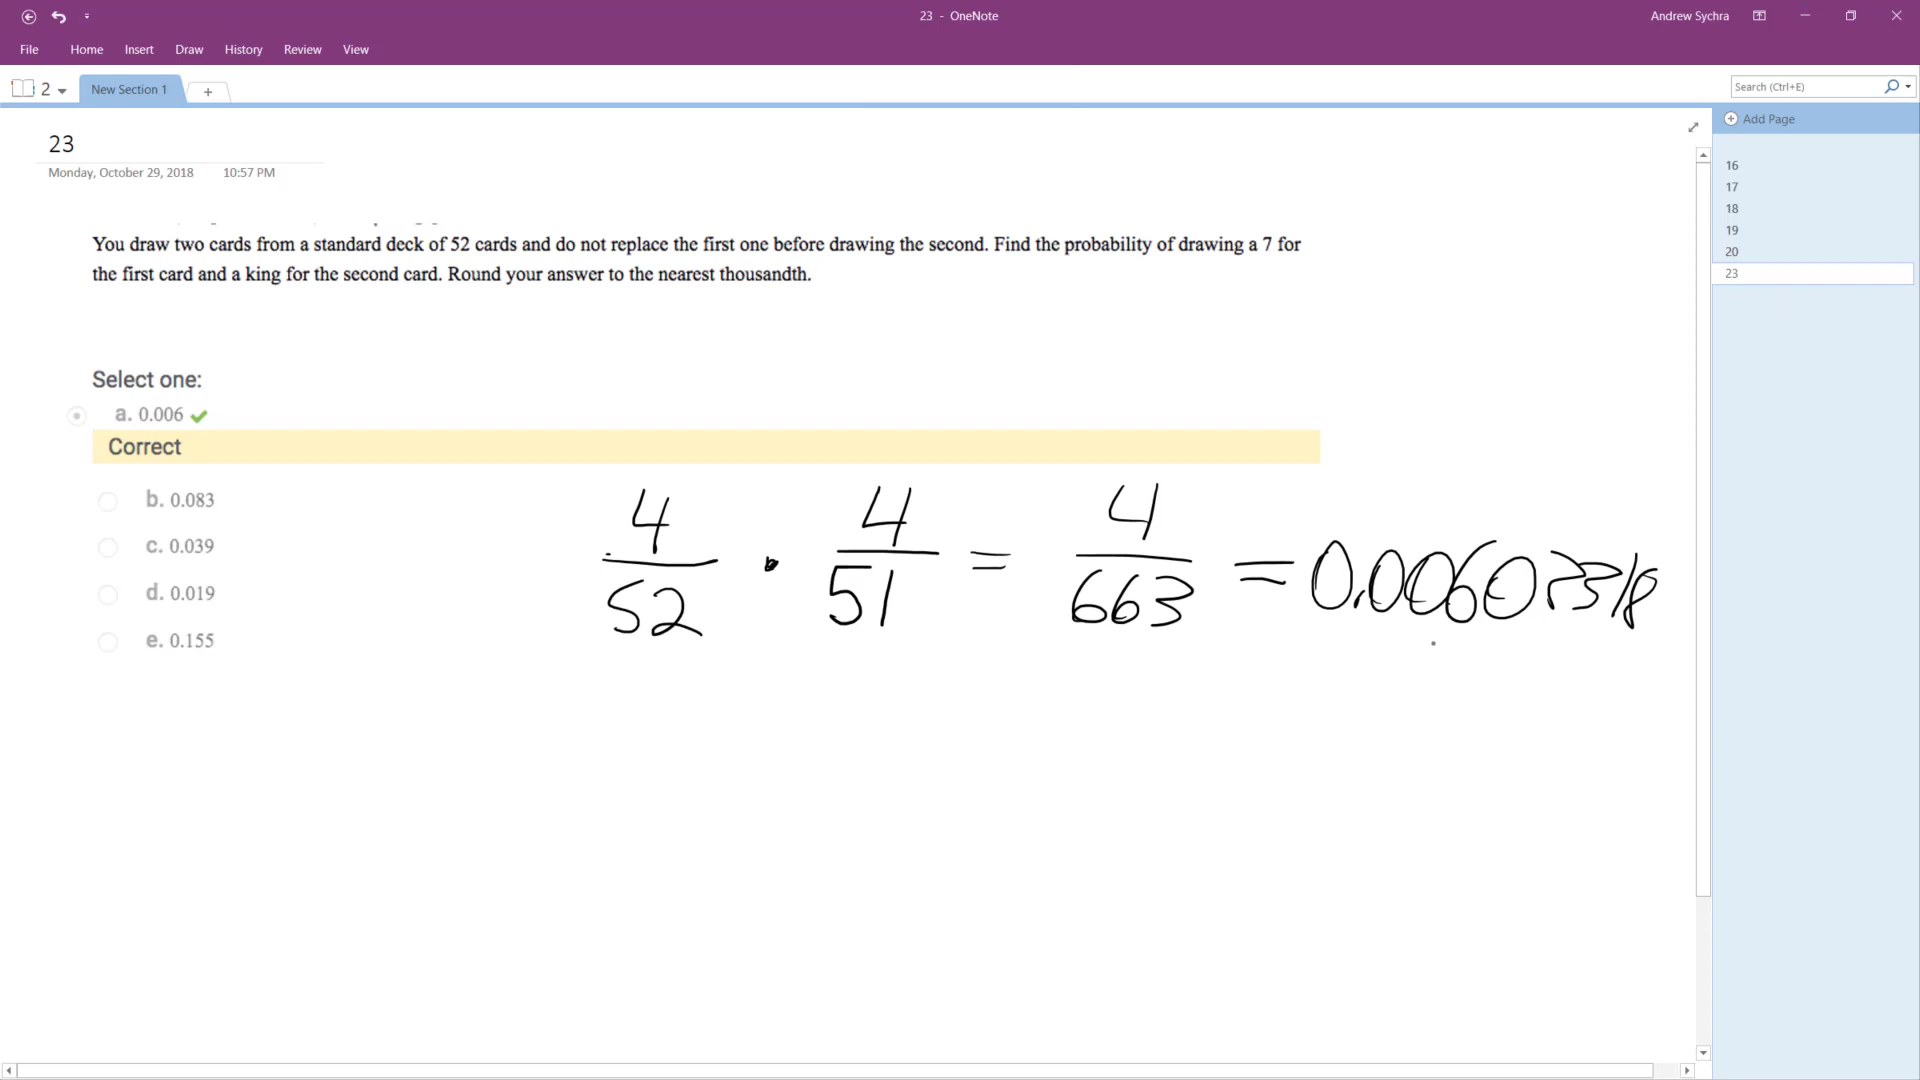 23 - OneNote
Andrew Sychra
File Home Insert Draw History Review View
2
New Section 1
+
Search (Ctrl+E)
Add Page
16
17
18
19
20
23
23
Monday, October 29, 2018 10:57 PM
You draw two cards from a standard deck of 52 cards and do not replace the first one before drawing the second. Find the probability of drawing a 7 for
the first card and a king for the second card. Round your answer to the nearest thousandth.
Select one:
a. 0.006
Correct
b. 0.083
c. 0.039
d. 0.019
e. 0.155
4/52 · 4/51 = 4/663 =